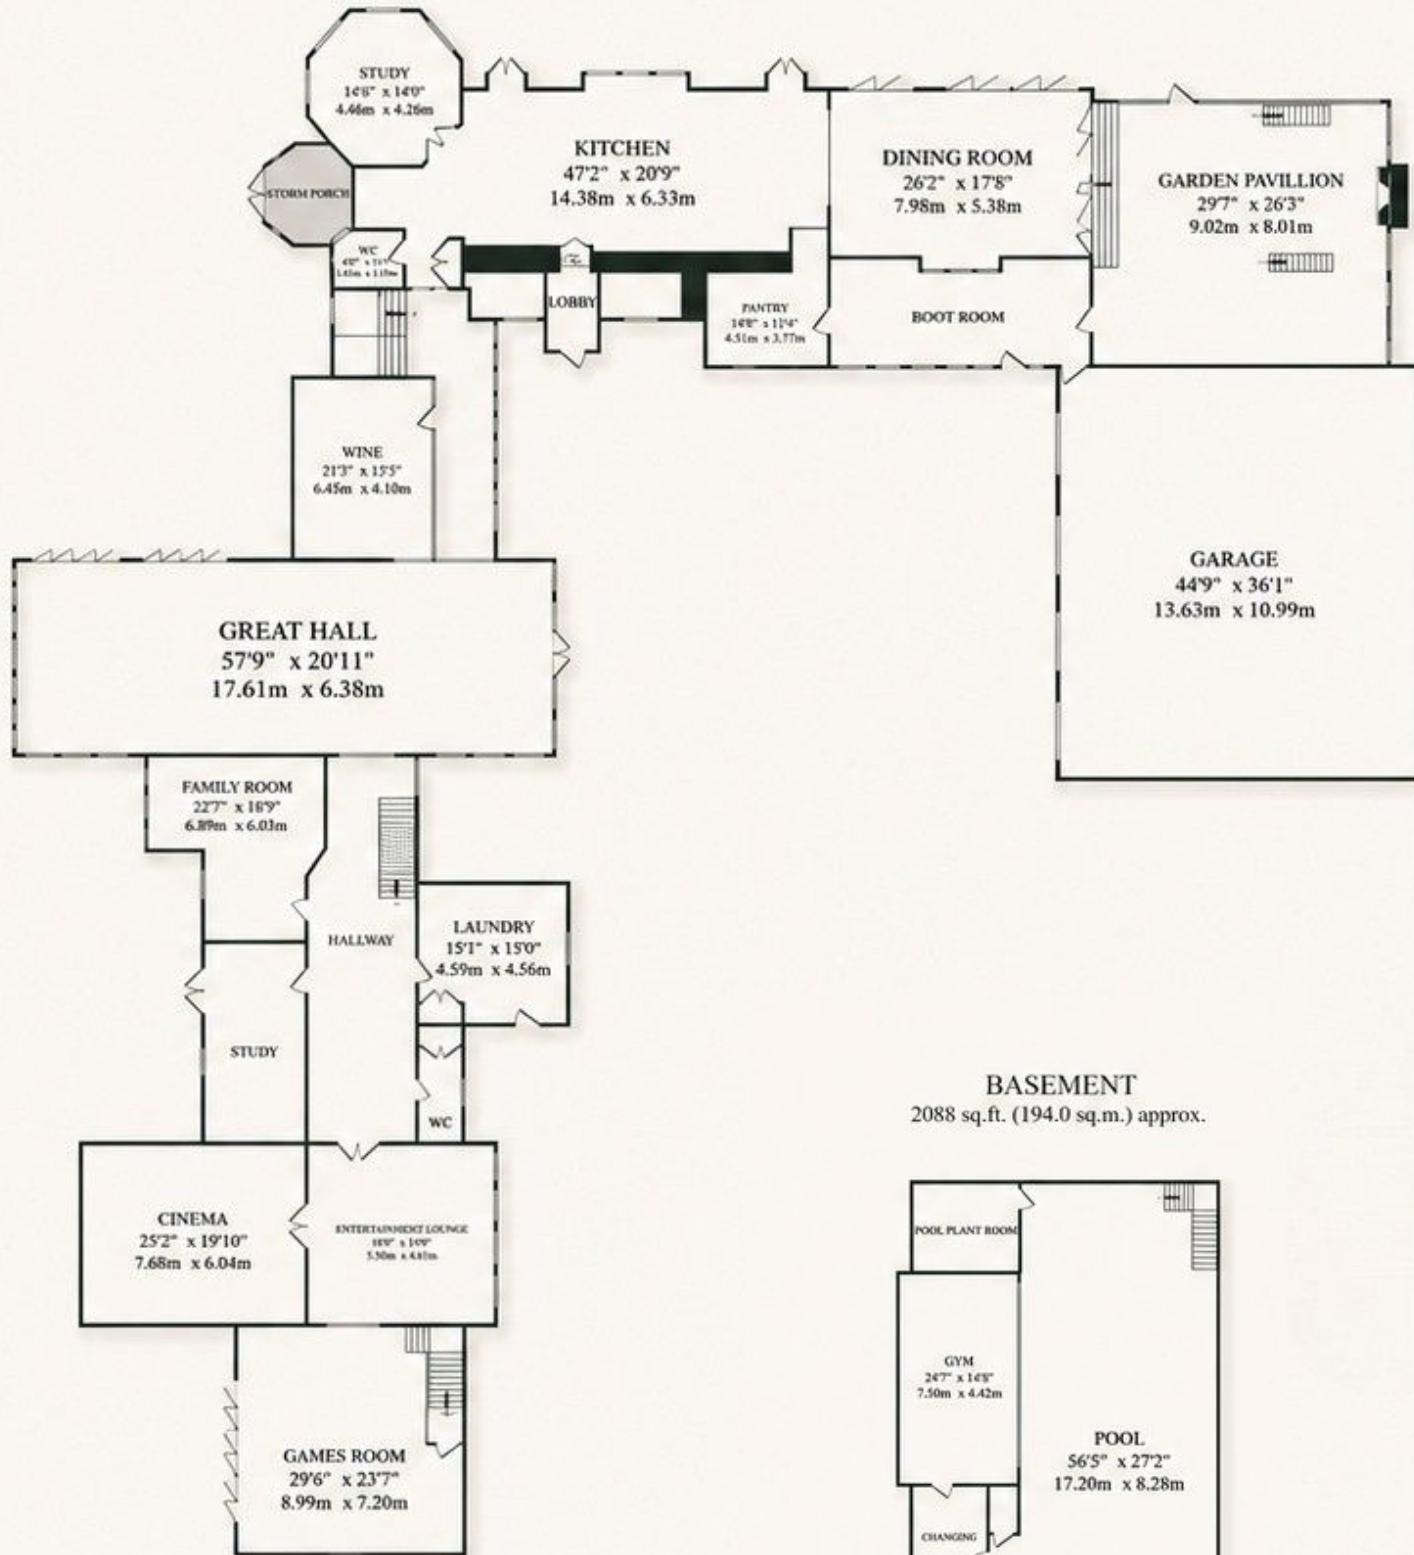 STUDY
14'8" x 14'0"
4.46m x 4.26m
KITCHEN
47'2" x 20'9"
14.38m x 6.33m
DINING ROOM
26'2" x 17'8"
7.98m x 5.38m
GARDEN PAVILLION
29'7" x 26'3"
9.02m x 8.01m
STORM PORCH
WC
LOBBY
PANTRY
4.51m x 3.77m
BOOT ROOM
WINE
21'3" x 15'5"
6.45m x 4.10m
GARAGE
44'9" x 36'1"
13.63m x 10.99m
GREAT HALL
57'9" x 20'11"
17.61m x 6.38m
FAMILY ROOM
22'7" x 18'9"
6.89m x 6.03m
HALLWAY
LAUNDRY
15'1" x 15'0"
4.59m x 4.56m
STUDY
WC
BASEMENT
2088 sq.ft. (194.0 sq.m.) approx.
CINEMA
25'2" x 19'10"
7.68m x 6.04m
ENTERTAINMENT LOUNGE
POOL PLANT ROOM
GYM
24'7" x 14'8"
7.50m x 4.42m
GAMES ROOM
29'6" x 23'7"
8.99m x 7.20m
POOL
56'5" x 27'2"
17.20m x 8.28m
CHANGING